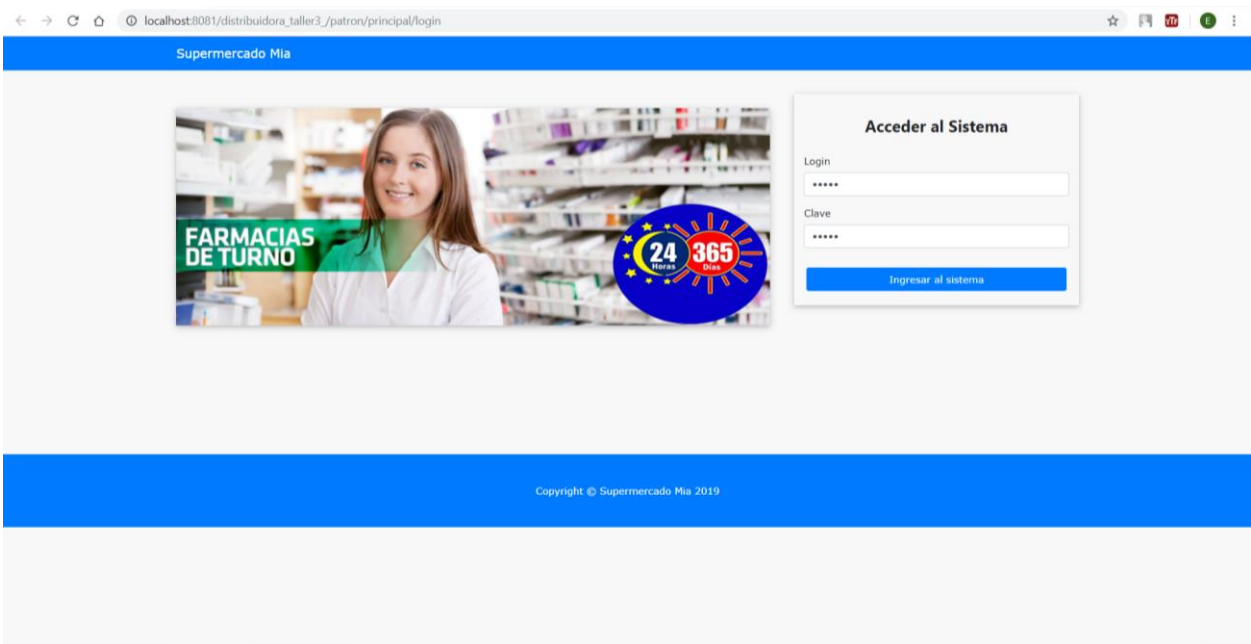 localhost:8081/distribuidora_taller3_/patron/principal/login
E
Supermercado Mia
FARMACIAS
DE TURNO
24
Horas
365
Días
Acceder al Sistema
Login
•••••
Clave
•••••
Ingresar al sistema
Copyright © Supermercado Mia 2019